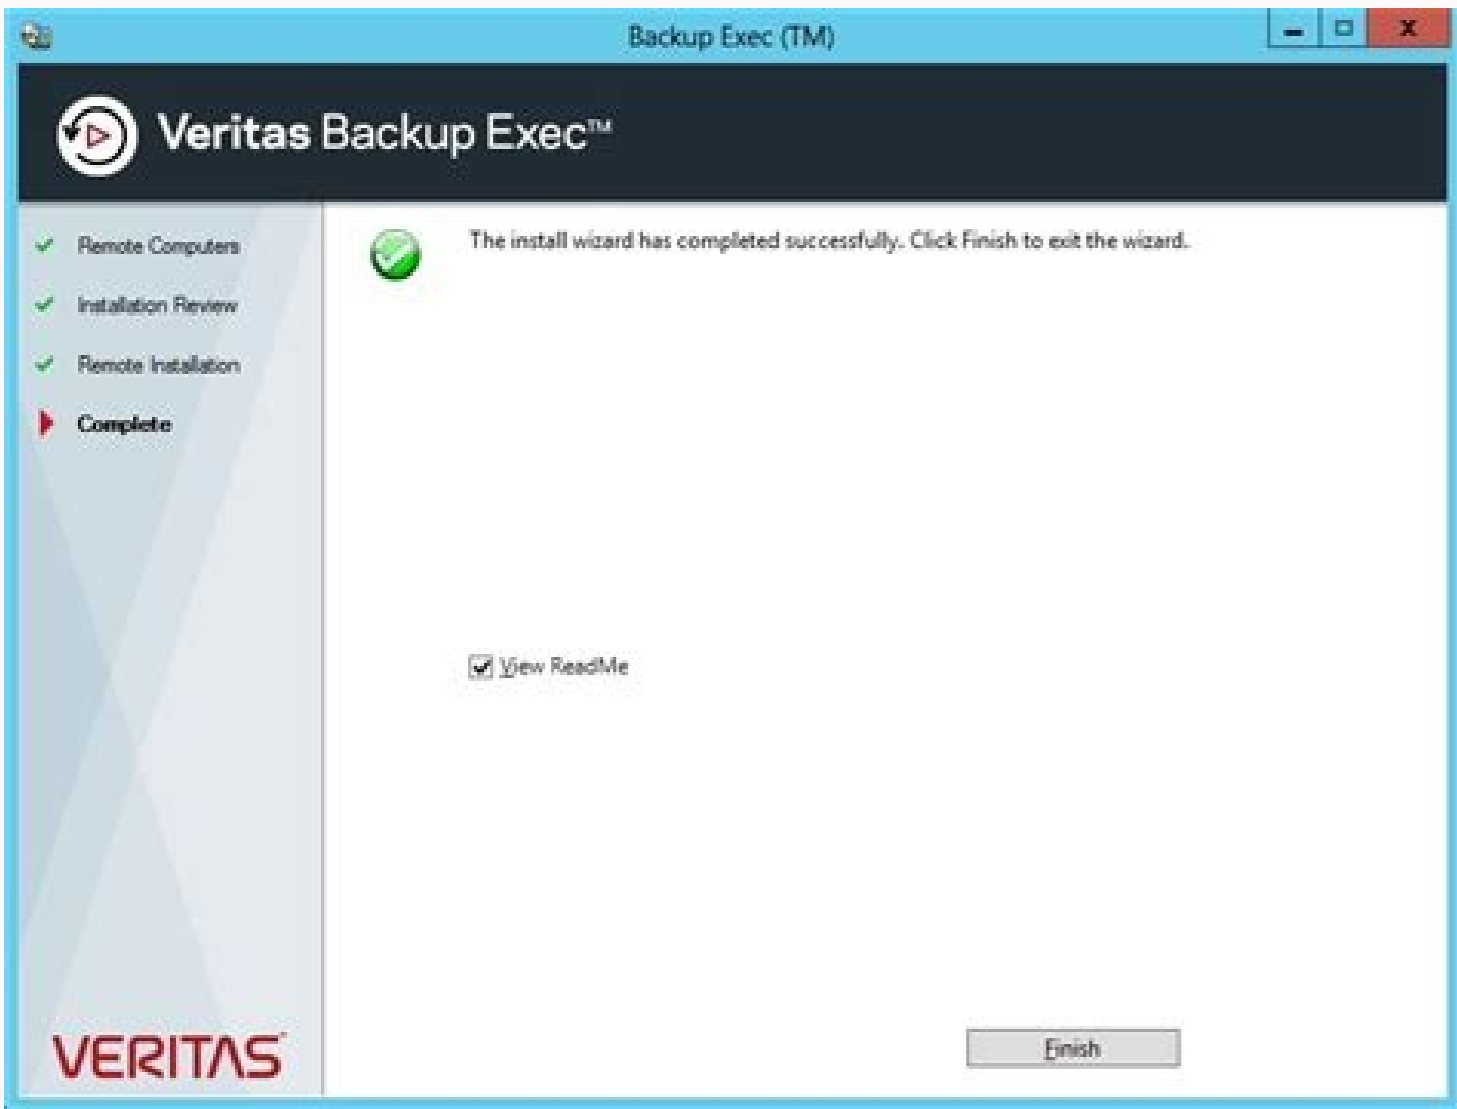 Backup Exec (TM)
Veritas Backup Exec™
Remote Computers
Installation Review
Remote Installation
Complete
The install wizard has completed successfully. Click Finish to exit the wizard.
View ReadMe
VERITAS
Finish